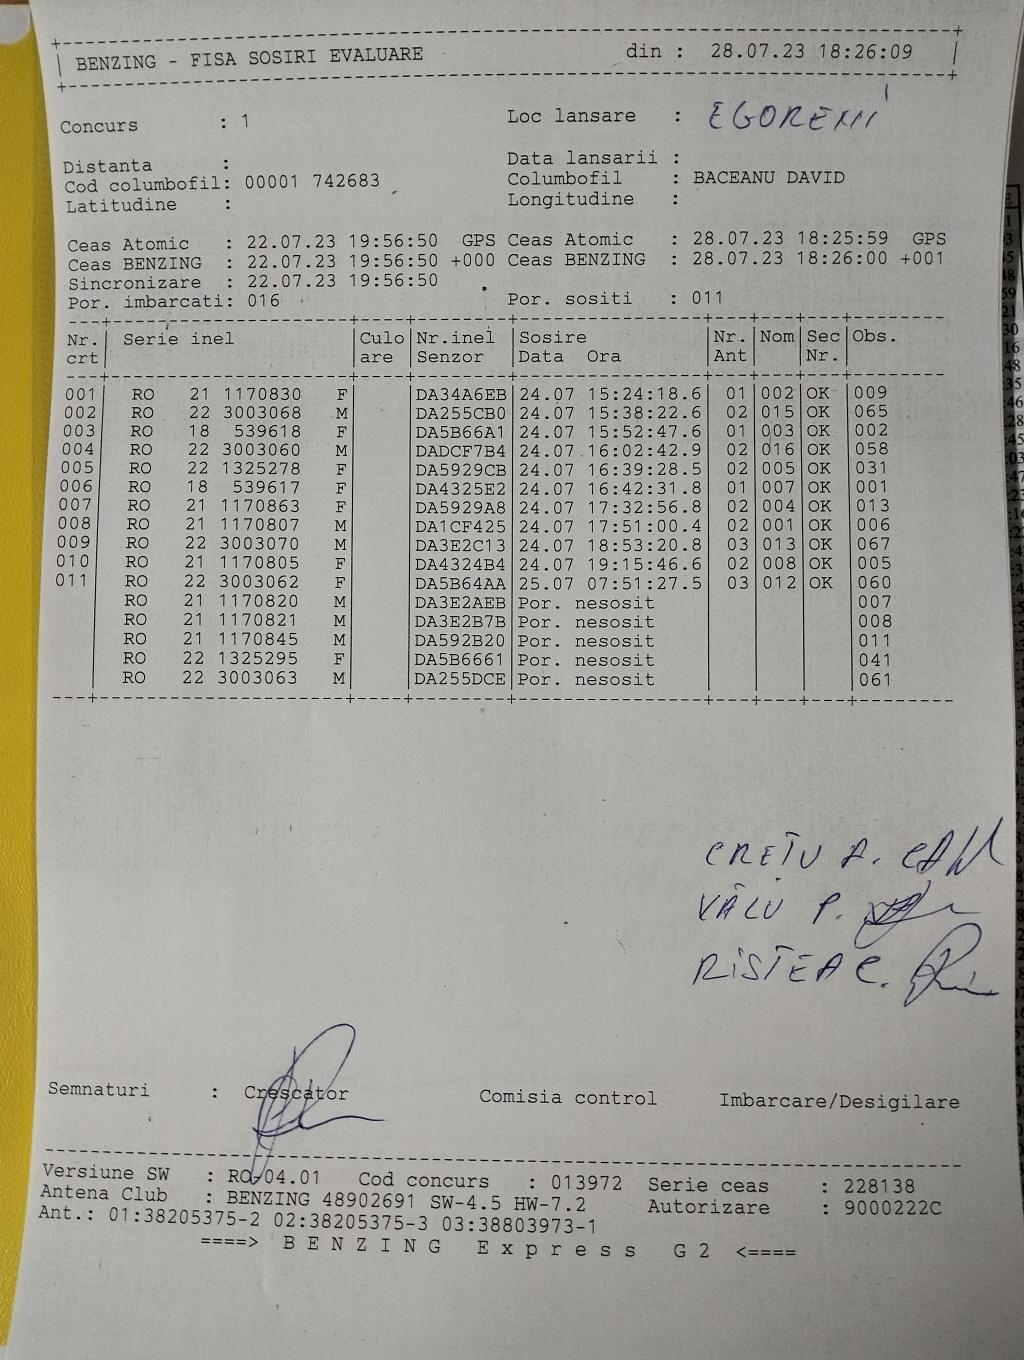 BENZING - FISA SOSIRI EVALUARE din : 28.07.23 18:26:09
Concurs : 1 Loc lansare : EGOREVII
Distanta : Data lansarii :
Cod columbofil: 00001 742683 Columbofil : BACEANU DAVID
Latitudine : Longitudine :
Ceas Atomic : 22.07.23 19:56:50 GPS Ceas Atomic : 28.07.23 18:25:59 GPS
Ceas BENZING : 22.07.23 19:56:50 +000 Ceas BENZING : 28.07.23 18:26:00 +001
Sincronizare : 22.07.23 19:56:50
Por. imbarcati: 016 Por. sositi : 011
Nr. Serie inel Culo Nr.inel Sosire Nr. Nom Sec Obs.
crt are Senzor Data Ora Ant Nr.
001 RO 21 1170830 F DA34A6EB 24.07 15:24:18.6 01 002 OK 009
002 RO 22 3003068 M DA255CB0 24.07 15:38:22.6 02 015 OK 065
003 RO 18 539618 F DA5B66A1 24.07 15:52:47.6 01 003 OK 002
004 RO 22 3003060 M DADCF7B4 24.07 16:02:42.9 02 016 OK 058
005 RO 22 1325278 F DA5929CB 24.07 16:39:28.5 02 005 OK 031
006 RO 18 539617 F DA4325E2 24.07 16:42:31.8 01 007 OK 001
007 RO 21 1170863 F DA5929A8 24.07 17:32:56.8 02 004 OK 013
008 RO 21 1170807 M DA1CF425 24.07 17:51:00.4 02 001 OK 006
009 RO 22 3003070 M DA3E2C13 24.07 18:53:20.8 03 013 OK 067
010 RO 21 1170805 F DA4324B4 24.07 19:15:46.6 02 008 OK 005
011 RO 22 3003062 F DA5B64AA 25.07 07:51:27.5 03 012 OK 060
RO 21 1170820 M DA3E2AEB Por. nesosit 007
RO 21 1170821 M DA3E2B7B Por. nesosit 008
RO 21 1170845 M DA592B20 Por. nesosit 011
RO 22 1325295 F DA5B6661 Por. nesosit 041
RO 22 3003063 M DA255DCE Por. nesosit 061
CREȚU A.
VÂLU P.
RISTEA C.
Semnaturi : Crescator Comisia control Imbarcare/Desigilare
Versiune SW : RO-04.01 Cod concurs : 013972 Serie ceas : 228138
Antena Club : BENZING 48902691 SW-4.5 HW-7.2 Autorizare : 9000222C
Ant.: 01:38205375-2 02:38205375-3 03:38803973-1
====> BENZING Express G2 <====